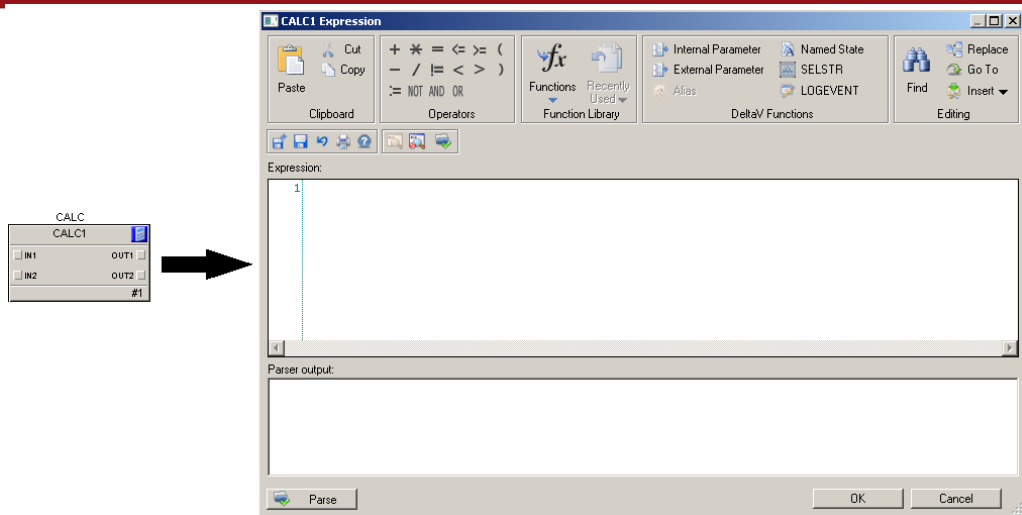 CALC1 Expression
Cut
Copy
Paste
Clipboard
+ * = <= >= (
- / != < > )
:= NOT AND OR
Operators
fx
Functions
Recently
Used
Function Library
Internal Parameter
External Parameter
Alias
Named State
SELSTR
LOGEVENT
DeltaV Functions
Find
Replace
Go To
Insert
Editing
Expression:
1
CALC
CALC1
IN1 OUT1
IN2 OUT2
#1
Parser output:
Parse
OK
Cancel